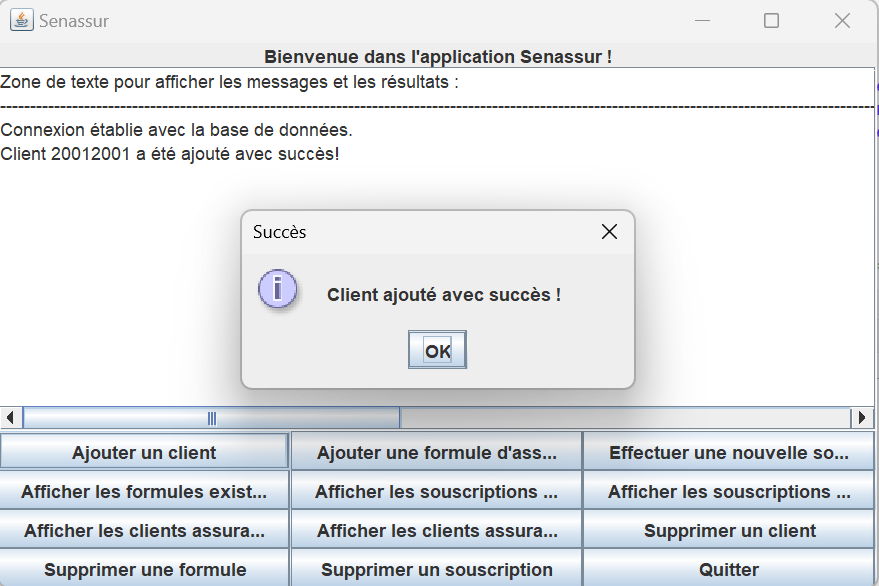 Senassur
Bienvenue dans l'application Senassur !
Zone de texte pour afficher les messages et les résultats :
Connexion établie avec la base de données.
Client 20012001 a été ajouté avec succès!
Succès
Client ajouté avec succès !
OK
Ajouter un client
Ajouter une formule d'ass...
Effectuer une nouvelle so...
Afficher les formules exist...
Afficher les souscriptions ...
Afficher les souscriptions ...
Afficher les clients assura...
Afficher les clients assura...
Supprimer un client
Supprimer une formule
Supprimer un souscription
Quitter